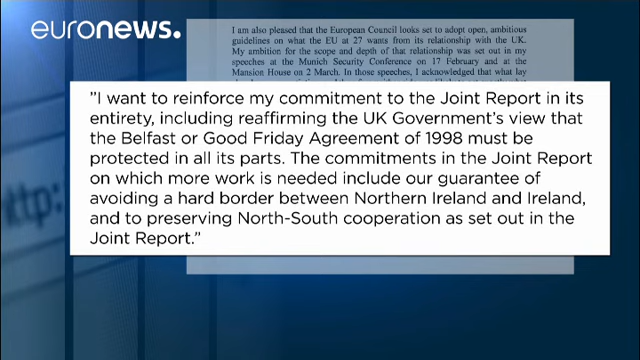 euronews.
I am also pleased that the European Council looks set to adopt open, ambitious
guidelines on what the EU at 27 wants from its relationship with the UK.
My ambition for the scope and depth of that relationship was set out in my
speeches at the Munich Security Conference on 17 February and at the
Mansion House on 2 March. In those speeches, I acknowledged that what lay
"I want to reinforce my commitment to the Joint Report in its
entirety, including reaffirming the UK Government's view that
the Belfast or Good Friday Agreement of 1998 must be
protected in all its parts. The commitments in the Joint Report
on which more work is needed include our guarantee of
avoiding a hard border between Northern Ireland and Ireland,
and to preserving North-South cooperation as set out in the
Joint Report."
http: